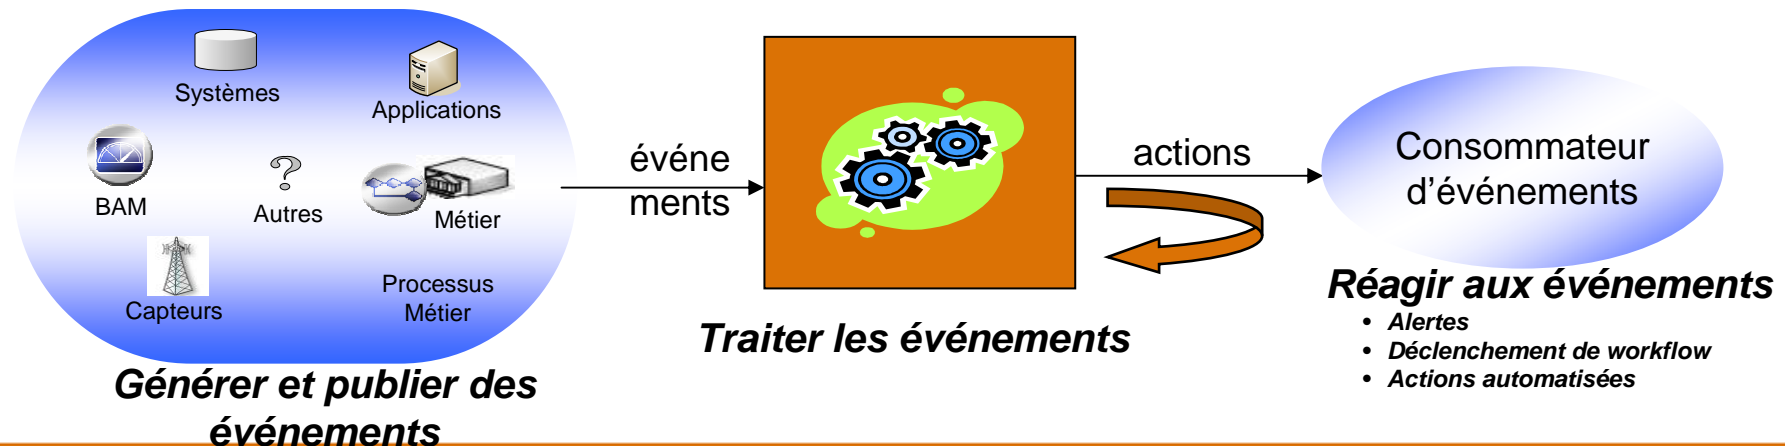 Systèmes
Applications
BAM
Autres
Métier
Capteurs
Processus
Métier
Générer et publier des
événements
événe
ments
Traiter les événements
actions
Consommateur
d’événements
Réagir aux événements
• Alertes
• Déclenchement de workflow
• Actions automatisées